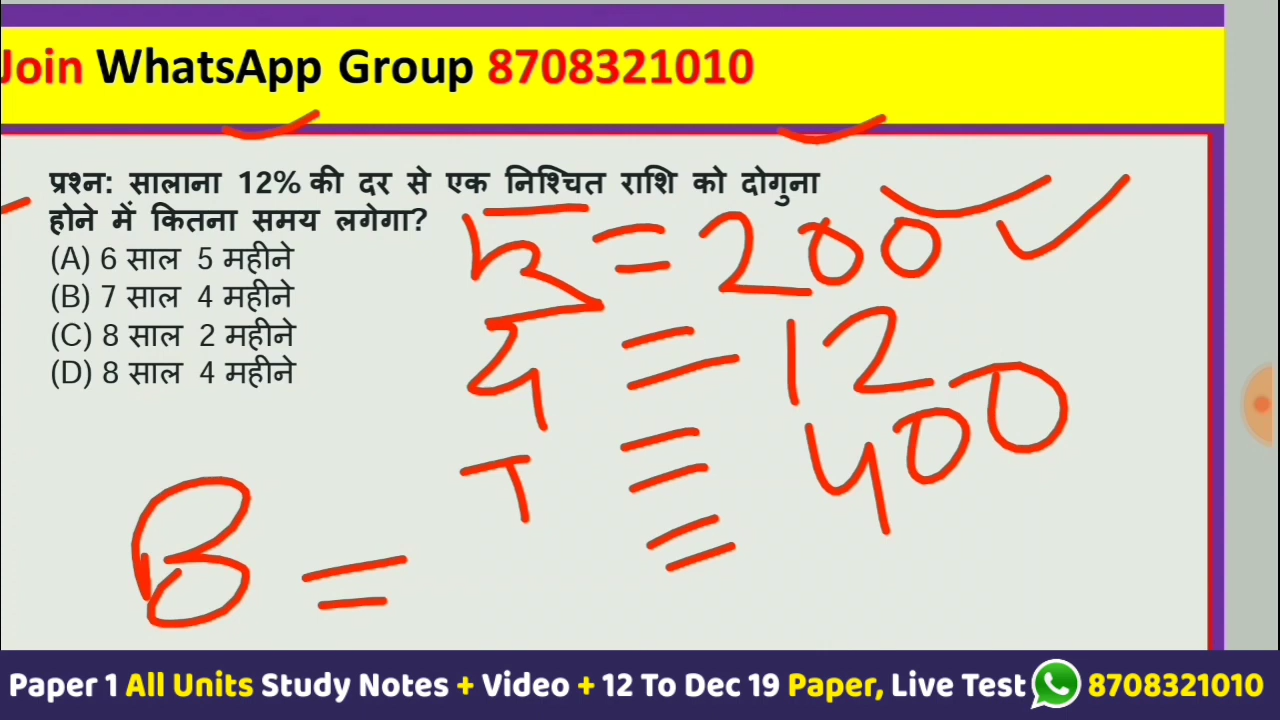 Join WhatsApp Group 8708321010
प्रश्न: सालाना 12% की दर से एक निश्चित राशि को दोगुना
होने में कितना समय लगेगा?
(A) 6 साल 5 महीने
(B) 7 साल 4 महीने
(C) 8 साल 2 महीने
(D) 8 साल 4 महीने
= 200
= 12
= 400
=
B =
Paper 1 All Units Study Notes + Video + 12 To Dec 19 Paper, Live Test 8708321010